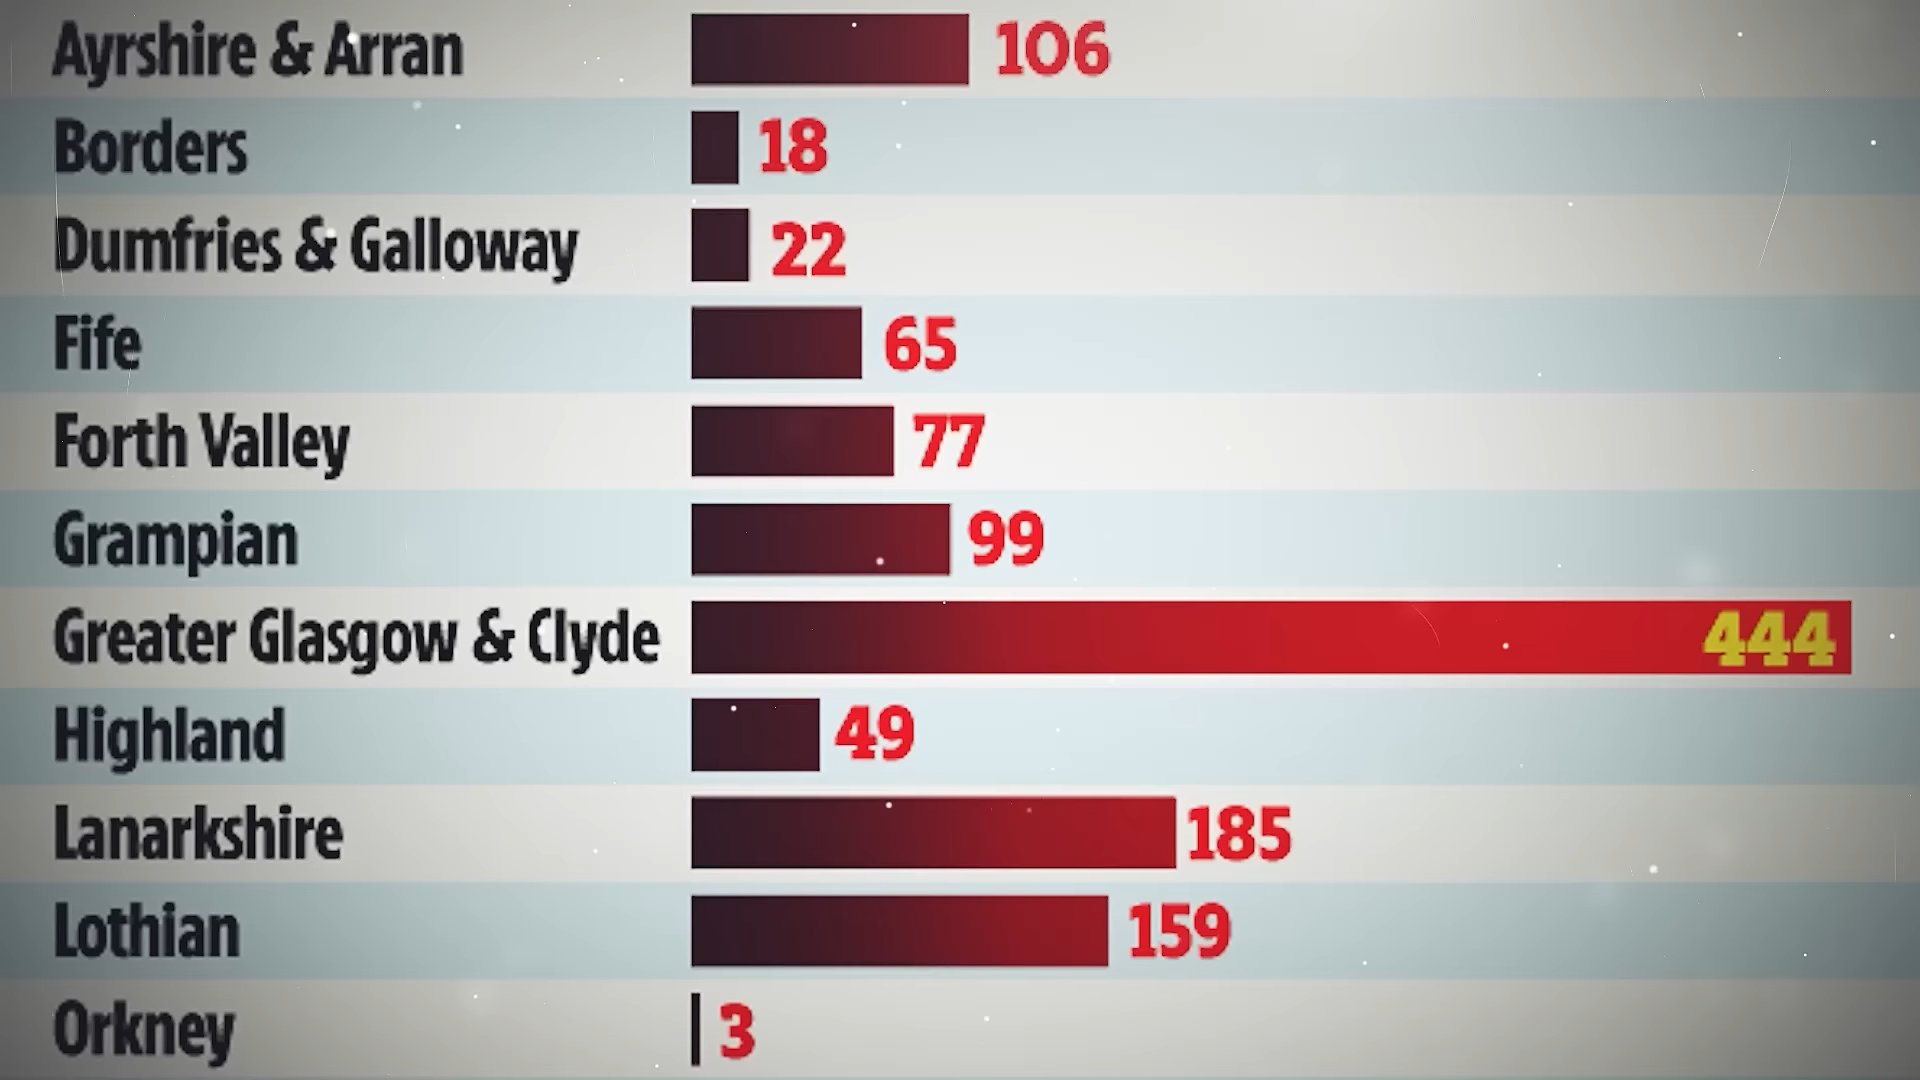 Ayrshire & Arran 106
Borders 18
Dumfries & Galloway 22
Fife 65
Forth Valley 77
Grampian 99
Greater Glasgow & Clyde 444
Highland 49
Lanarkshire 185
Lothian 159
Orkney 3